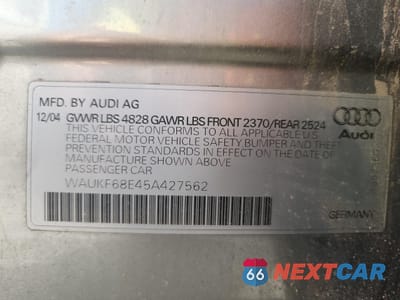 MFD. BY AUDI AG
12/04 GVWR LBS 4828 GAWR LBS FRONT 2370/REAR 2524
THIS VEHICLE CONFORMS TO ALL APPLICABLE U.S.
FEDERAL MOTOR VEHICLE SAFETY BUMPER AND THEFT
PREVENTION STANDARDS IN EFFECT ON THE DATE OF
MANUFACTURE SHOWN ABOVE
PASSENGER CAR
WAUKF68E45A427562
Audi
GERMANY
66 NEXTCAR